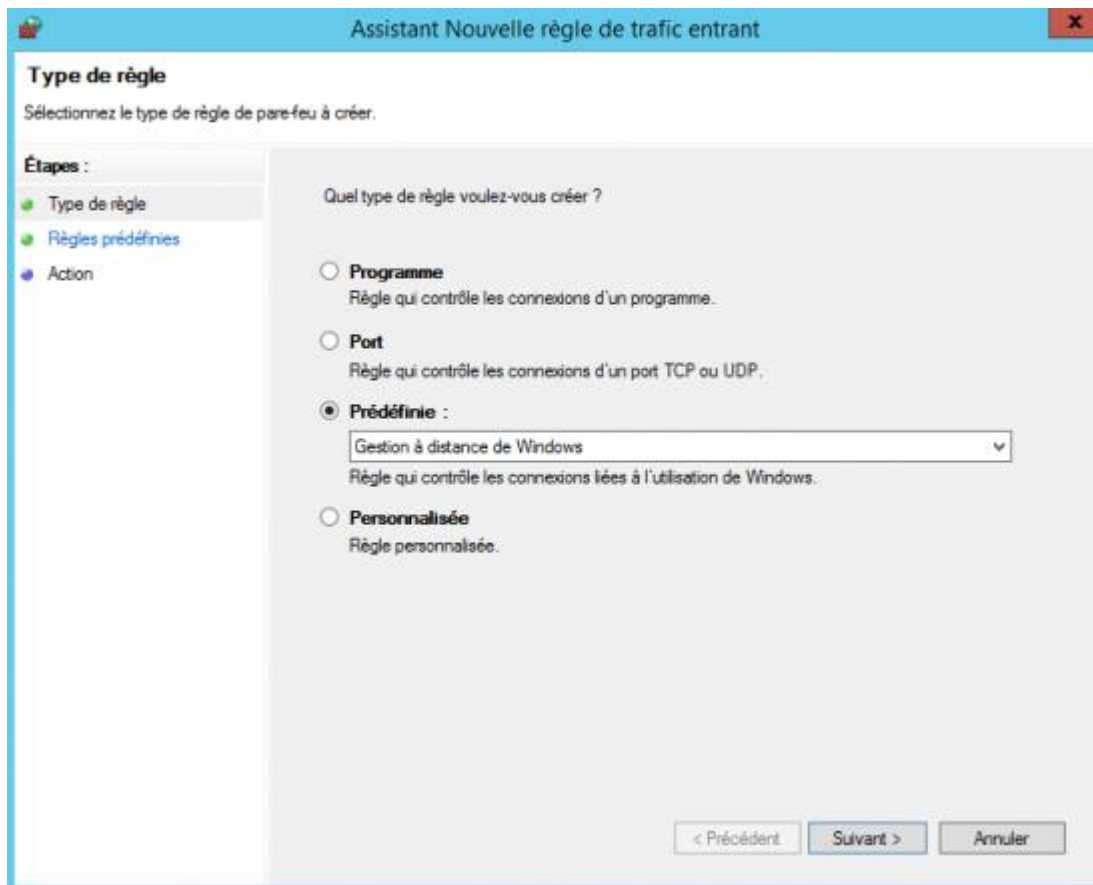 Assistant Nouvelle règle de trafic entrant
Type de règle
Sélectionnez le type de règle de pare-feu à créer.
Étapes :
Type de règle
Règles prédéfinies
Action
Quel type de règle voulez-vous créer ?
Programme
Règle qui contrôle les connexions d'un programme.
Port
Règle qui contrôle les connexions d'un port TCP ou UDP.
Prédéfinie :
Gestion à distance de Windows
Règle qui contrôle les connexions liées à l'utilisation de Windows.
Personnalisée
Règle personnalisée.
< Précédent
Suivant >
Annuler